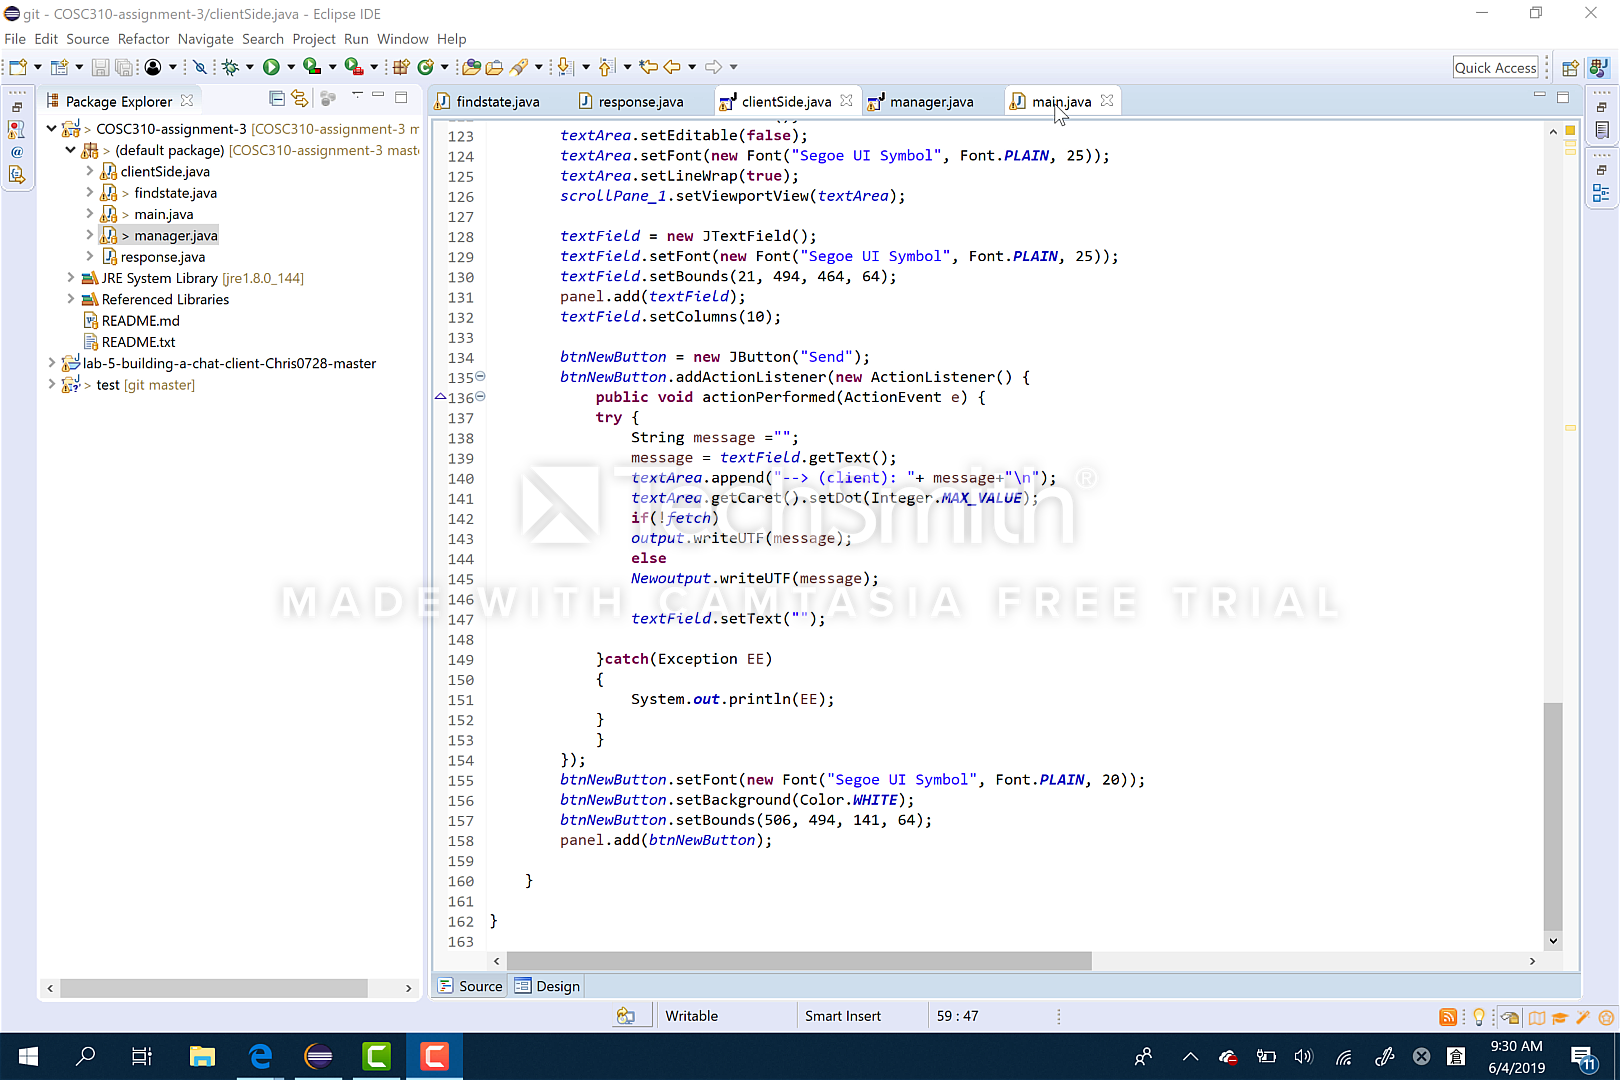 git - COSC310-assignment-3/clientSide.java - Eclipse IDE
File Edit Source Refactor Navigate Search Project Run Window Help
Quick Access
Package Explorer
findstate.java
response.java
clientSide.java
manager.java
main.java
> COSC310-assignment-3 [COSC310-assignment-3 m
> (default package) [COSC310-assignment-3 mast
clientSide.java
> findstate.java
> main.java
> manager.java
response.java
JRE System Library [jre1.8.0_144]
Referenced Libraries
README.md
README.txt
lab-5-building-a-chat-client-Chris0728-master
> test [git master]
123 textArea.setEditable(false);
124 textArea.setFont(new Font("Segoe UI Symbol", Font.PLAIN, 25));
125 textArea.setLineWrap(true);
126 scrollPane_1.setViewportView(textArea);
127
128 textField = new JTextField();
129 textField.setFont(new Font("Segoe UI Symbol", Font.PLAIN, 25));
130 textField.setBounds(21, 494, 464, 64);
131 panel.add(textField);
132 textField.setColumns(10);
133
134 btnNewButton = new JButton("Send");
135 btnNewButton.addActionListener(new ActionListener() {
136 public void actionPerformed(ActionEvent e) {
137 try {
138 String message ="";
139 message = textField.getText();
140 textArea.append("--> (client): "+ message+"\n");
141 textArea.getCaret().setDot(Integer.MAX_VALUE);
142 if(!fetch)
143 output.writeUTF(message);
144 else
145 Newoutput.writeUTF(message);
146
147 textField.setText("");
148
149 }catch(Exception EE)
150 {
151 System.out.println(EE);
152 }
153 }
154 });
155 btnNewButton.setFont(new Font("Segoe UI Symbol", Font.PLAIN, 20));
156 btnNewButton.setBackground(Color.WHITE);
157 btnNewButton.setBounds(506, 494, 141, 64);
158 panel.add(btnNewButton);
159
160 }
161
162 }
163
TechSmith®
MADE WITH CAMTASIA FREE TRIAL
Source Design
Writable Smart Insert 59 : 47
9:30 AM
6/4/2019
11